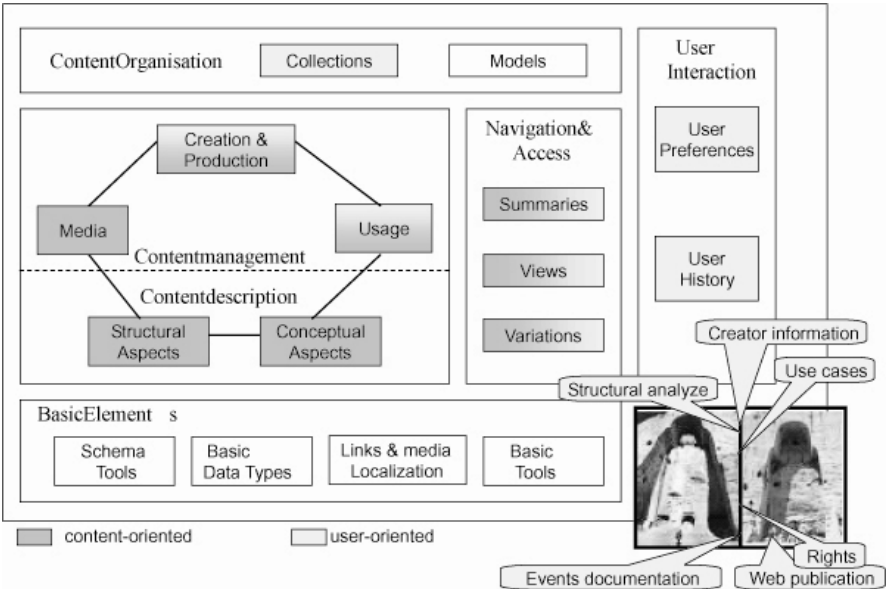 ContentOrganisation
Collections
Models
User
Interaction
User
Preferences
User
History
Creation &
Production
Media
Usage
Contentmanagement
Contentdescription
Structural
Aspects
Conceptual
Aspects
Navigation&
Access
Summaries
Views
Variations
BasicElement s
Schema
Tools
Basic
Data Types
Links & media
Localization
Basic
Tools
Creator information
Use cases
Structural analyze
Rights
Events documentation
Web publication
content-oriented
user-oriented